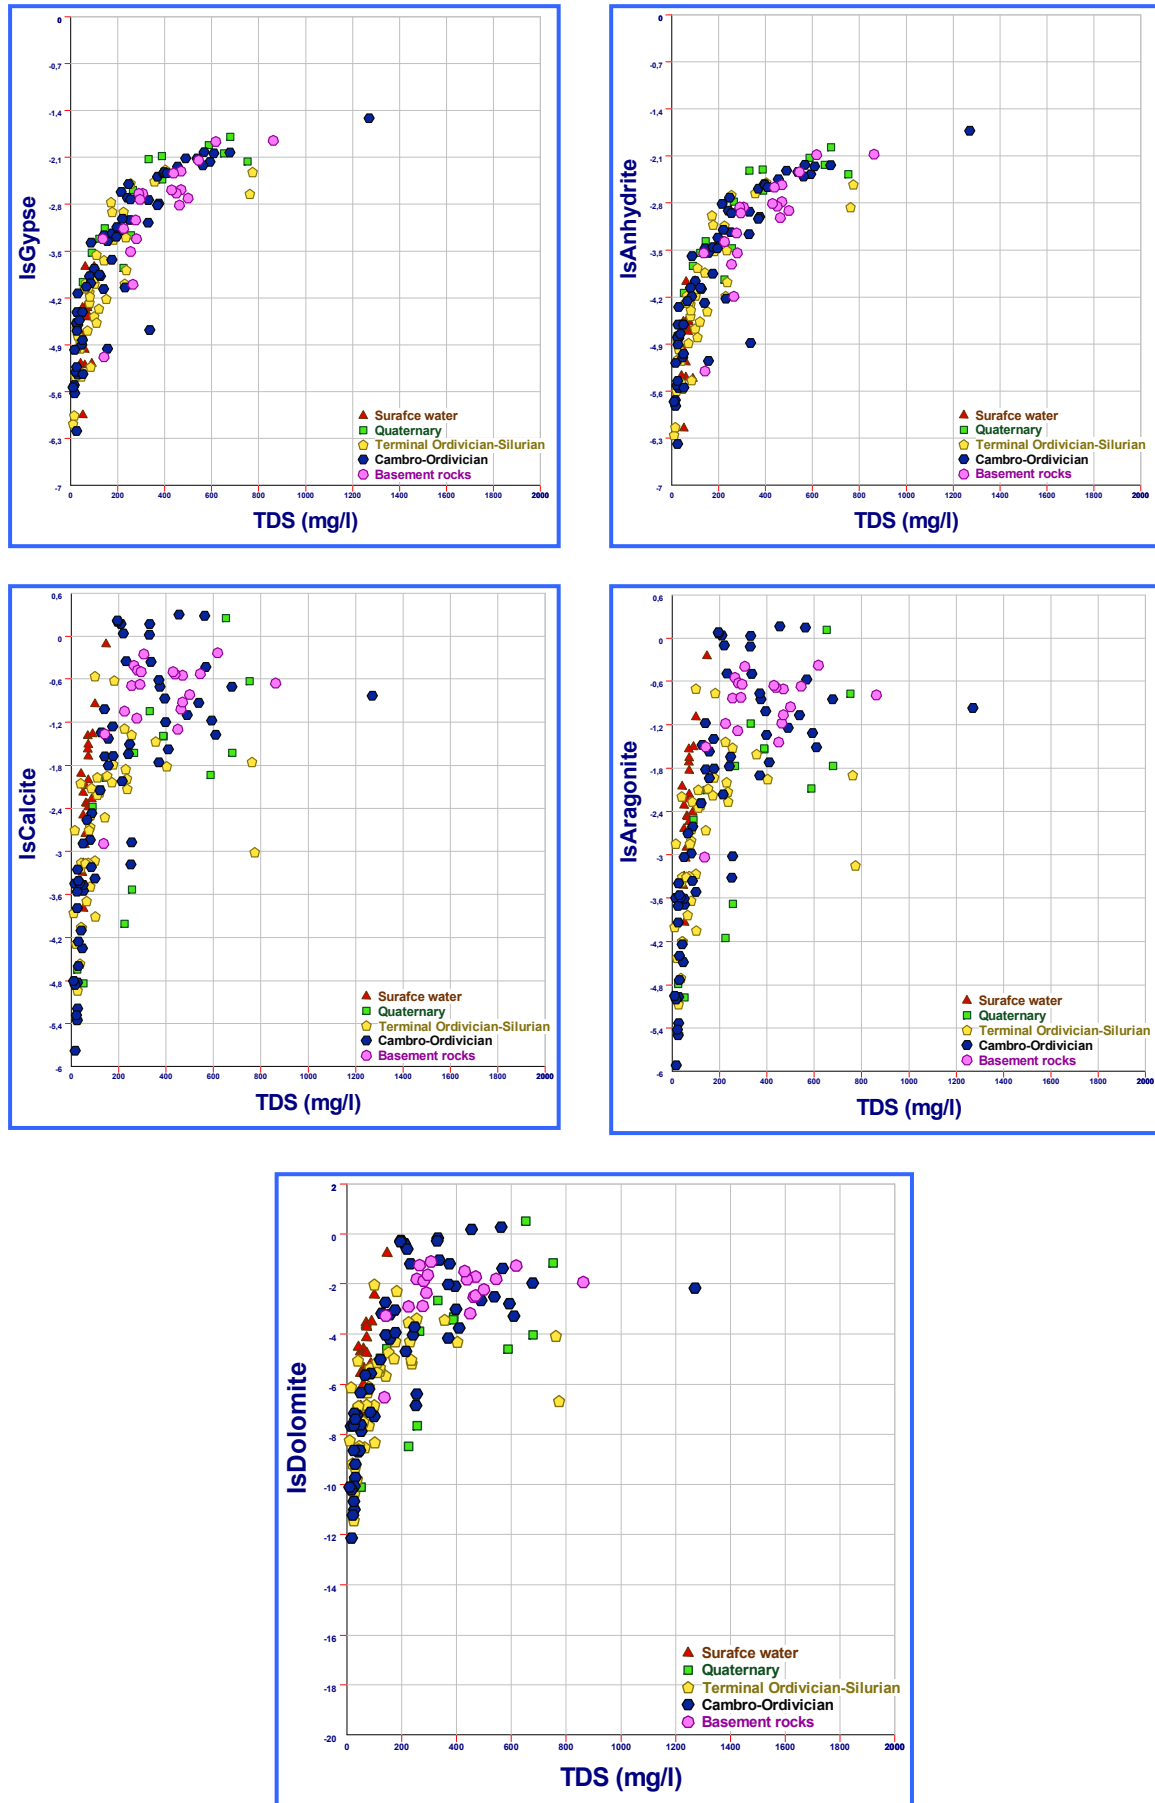 IsGypse
0
-0,7
-1,4
-2,1
-2,8
-3,5
-4,2
-4,9
-5,6
-6,3
-7
0 200 400 600 800 1000 1200 1400 1600 1800 2000
TDS (mg/l)
Surafce water
Quaternary
Terminal Ordivician-Silurian
Cambro-Ordivician
Basement rocks
IsAnhydrite
0
-0,7
-1,4
-2,1
-2,8
-3,5
-4,2
-4,9
-5,6
-6,3
-7
0 200 400 600 800 1000 1200 1400 1600 1800 2000
TDS (mg/l)
Surafce water
Quaternary
Terminal Ordivician-Silurian
Cambro-Ordivician
Basement rocks
IsCalcite
0,6
0
-0,6
-1,2
-1,8
-2,4
-3
-3,6
-4,2
-4,8
-5,4
-6
0 200 400 600 800 1000 1200 1400 1600 1800 2000
TDS (mg/l)
Surafce water
Quaternary
Terminal Ordivician-Silurian
Cambro-Ordivician
Basement rocks
IsAragonite
0,6
0
-0,6
-1,2
-1,8
-2,4
-3
-3,6
-4,2
-4,8
-5,4
-6
0 200 400 600 800 1000 1200 1400 1600 1800 2000
TDS (mg/l)
Surafce water
Quaternary
Terminal Ordivician-Silurian
Cambro-Ordivician
Basement rocks
IsDolomite
2
0
-2
-4
-6
-8
-10
-12
-14
-16
-18
-20
0 200 400 600 800 1000 1200 1400 1600 1800 2000
TDS (mg/l)
Surafce water
Quaternary
Terminal Ordivician-Silurian
Cambro-Ordivician
Basement rocks